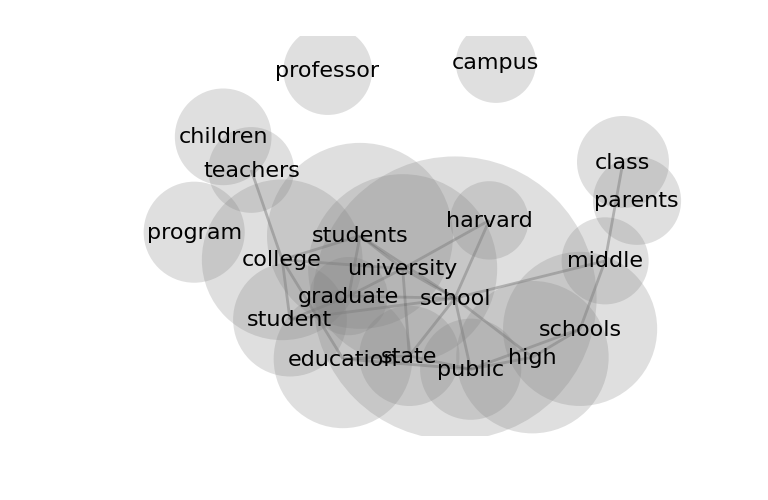 professor
campus
children
class
teachers
parents
harvard
program
students
college
university
middle
graduate
school
student
schools
education
state
high
public